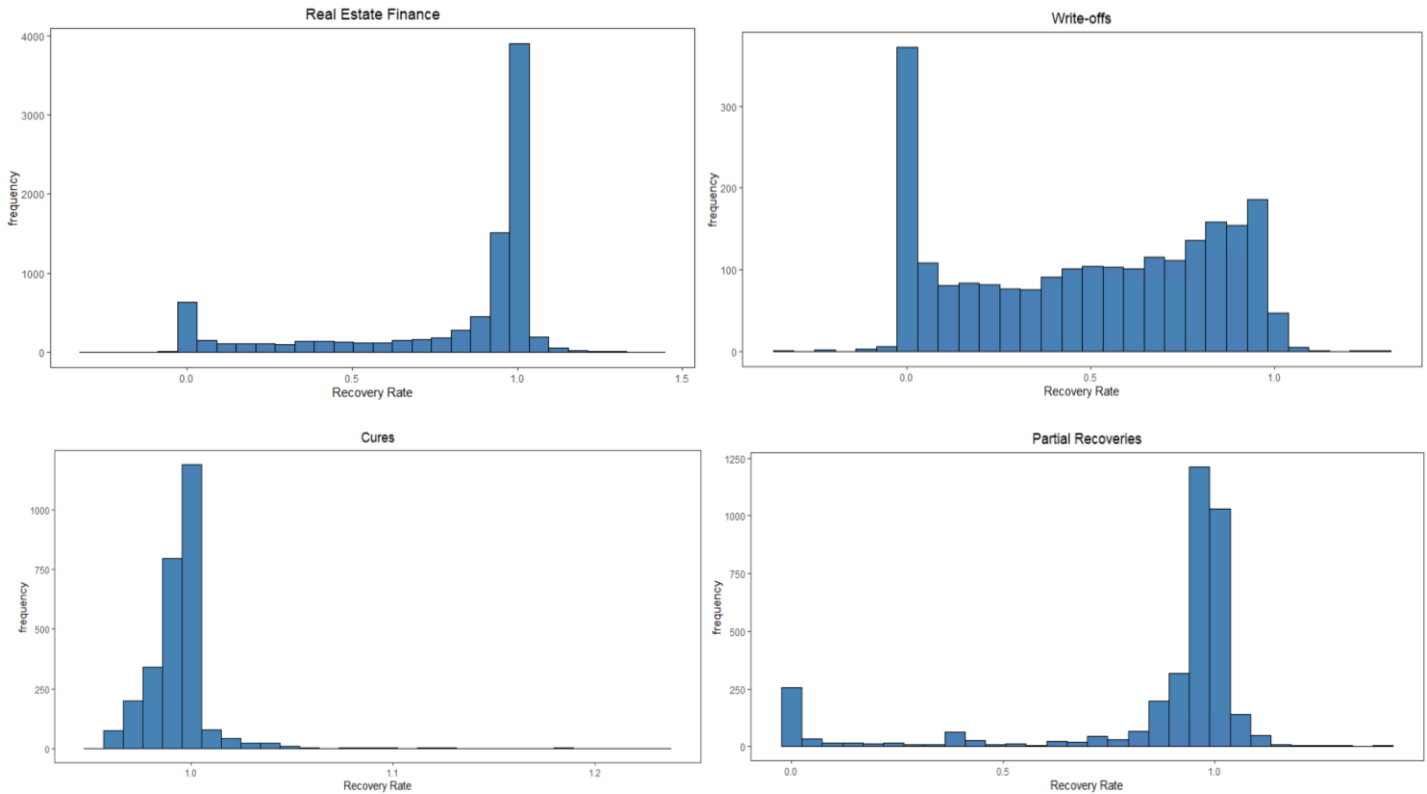 Real Estate Finance
4000
3000
2000
1000
0
frequency
0.0 0.5 1.0 1.5
Recovery Rate
Write-offs
300
200
100
0
frequency
0.0 0.5 1.0
Recovery Rate
Cures
1000
750
500
250
0
frequency
1.0 1.1 1.2
Recovery Rate
Partial Recoveries
1250
1000
750
500
250
0
frequency
0.0 0.5 1.0
Recovery Rate